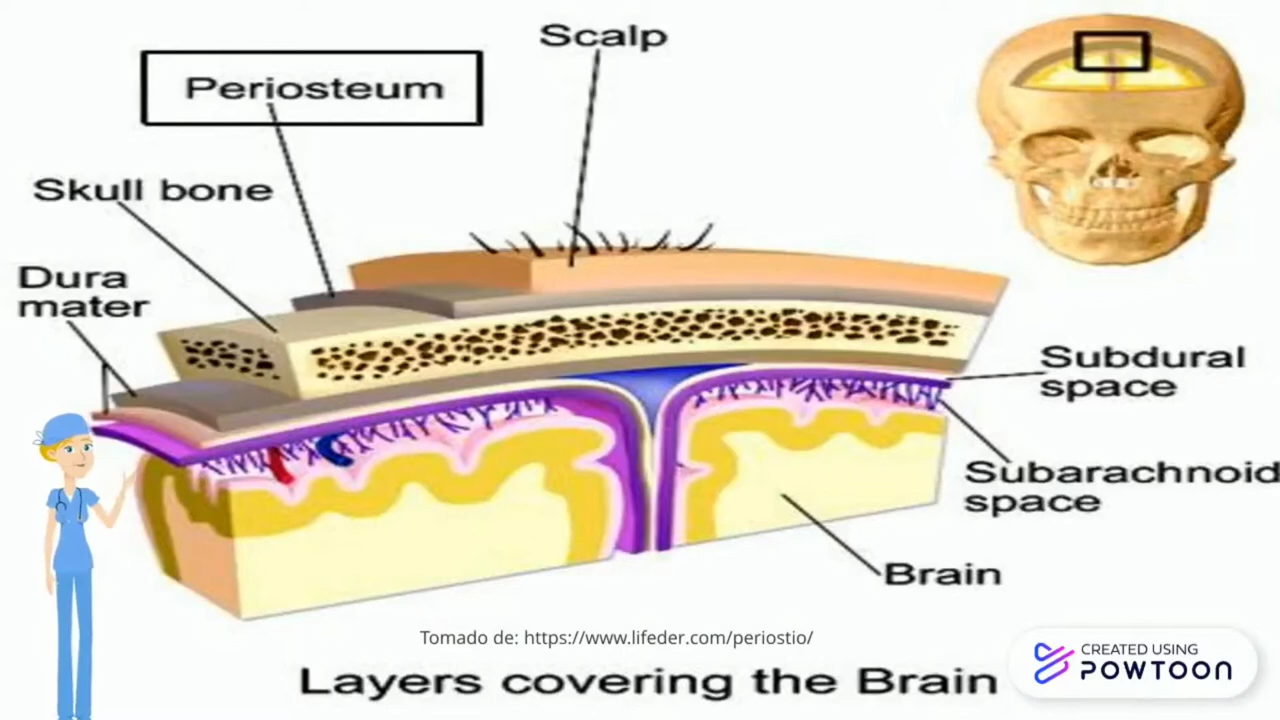 Scalp
Periosteum
Skull bone
Dura
mater
Subdural
space
Subarachnoid
space
Brain
Tomado de: https://www.lifeder.com/periostio/
Layers covering the Brain
CREATED USING
POWTOON